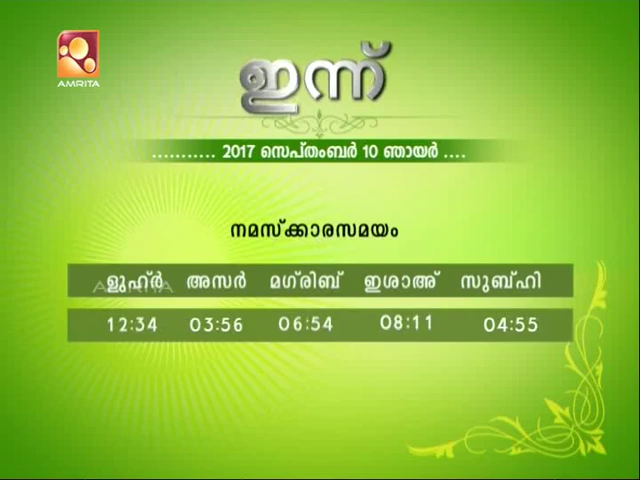 AMRITA
ഇന്ന്
........... 2017 സെപ്തംബർ 10 ഞായർ ....
നമസ്ക്കാരസമയം
ളുഹ്ർ അസർ മഗ്‌രിബ് ഇശാഅ് സുബ്ഹി
AMRITA
12:34 03:56 06:54 08:11 04:55